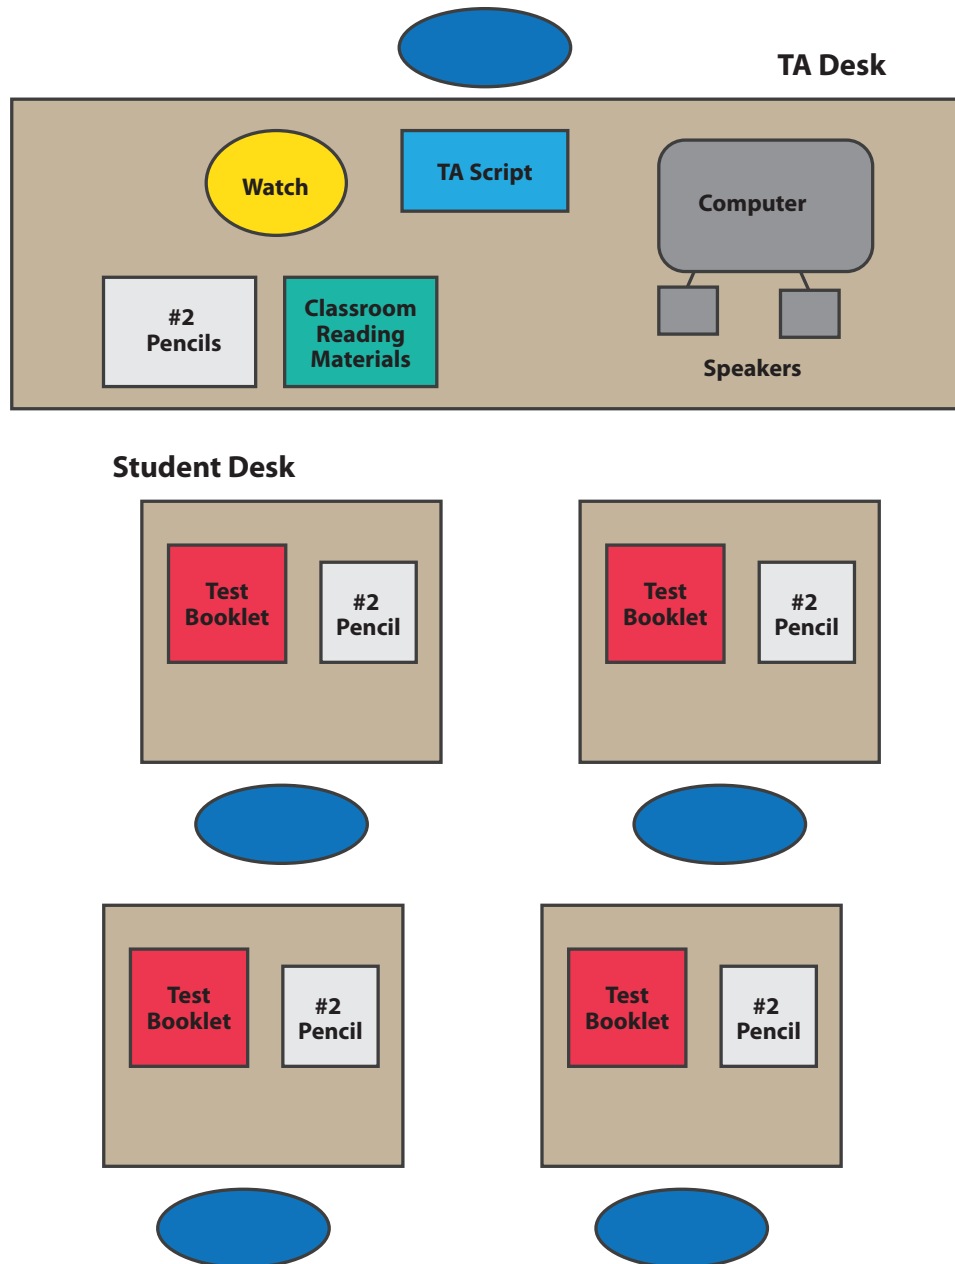 TA Desk
Watch
TA Script
Computer
#2
Pencils
Classroom
Reading
Materials
Speakers
Student Desk
Test
Booklet
#2
Pencil
Test
Booklet
#2
Pencil
Test
Booklet
#2
Pencil
Test
Booklet
#2
Pencil